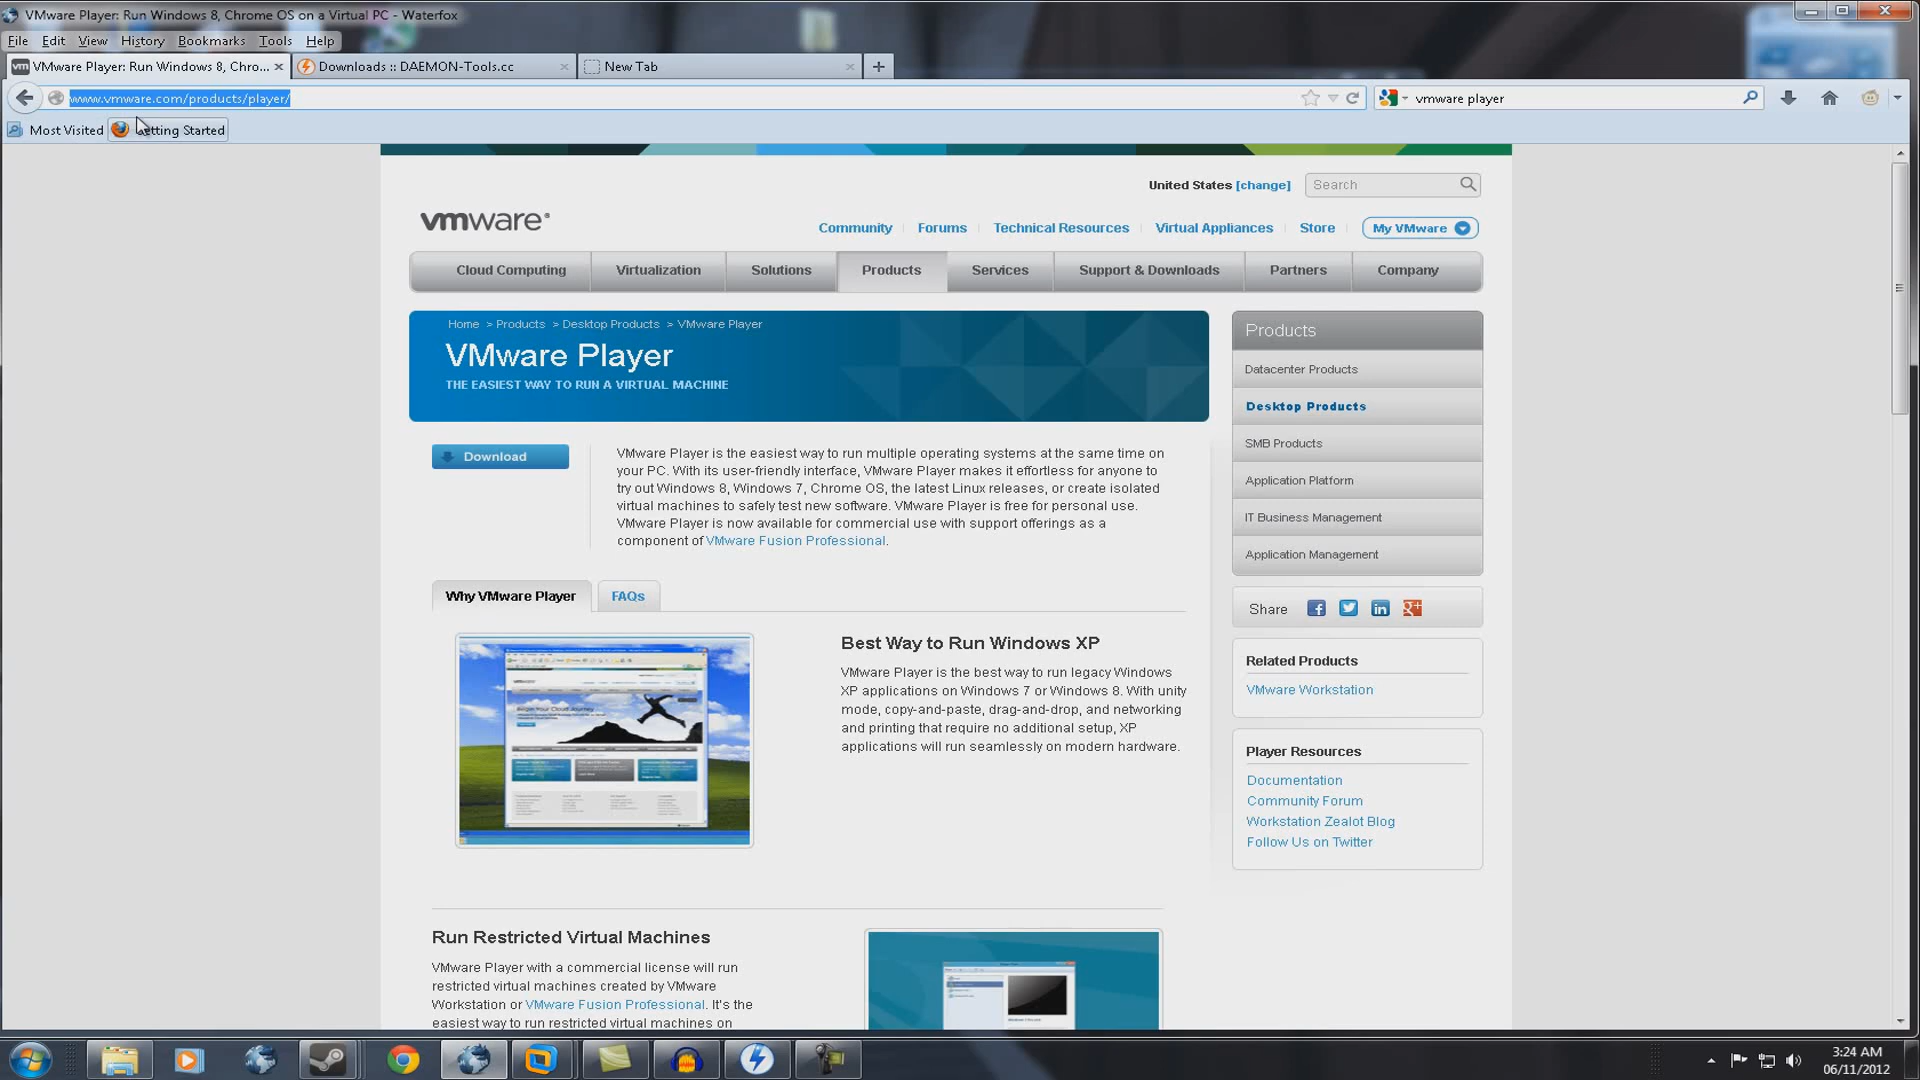 VMware Player: Run Windows 8, Chrome OS on a Virtual PC - Waterfox
File Edit View History Bookmarks Tools Help
vm VMware Player: Run Windows 8, Chro...
Downloads :: DAEMON-Tools.cc
New Tab
www.vmware.com/products/player/
vmware player
Most Visited
etting Started
United States [change]
Search
vmware®
Community
Forums
Technical Resources
Virtual Appliances
Store
My VMware
Cloud Computing
Virtualization
Solutions
Products
Services
Support & Downloads
Partners
Company
Home > Products > Desktop Products > VMware Player
VMware Player
THE EASIEST WAY TO RUN A VIRTUAL MACHINE
Download
VMware Player is the easiest way to run multiple operating systems at the same time on
your PC. With its user-friendly interface, VMware Player makes it effortless for anyone to
try out Windows 8, Windows 7, Chrome OS, the latest Linux releases, or create isolated
virtual machines to safely test new software. VMware Player is free for personal use.
VMware Player is now available for commercial use with support offerings as a
component of VMware Fusion Professional.
Why VMware Player
FAQs
Best Way to Run Windows XP
VMware Player is the best way to run legacy Windows
XP applications on Windows 7 or Windows 8. With unity
mode, copy-and-paste, drag-and-drop, and networking
and printing that require no additional setup, XP
applications will run seamlessly on modern hardware.
Run Restricted Virtual Machines
VMware Player with a commercial license will run
restricted virtual machines created by VMware
Workstation or VMware Fusion Professional. It's the
easiest way to run restricted virtual machines on
Products
Datacenter Products
Desktop Products
SMB Products
Application Platform
IT Business Management
Application Management
Share
Related Products
VMware Workstation
Player Resources
Documentation
Community Forum
Workstation Zealot Blog
Follow Us on Twitter
3:24 AM
06/11/2012